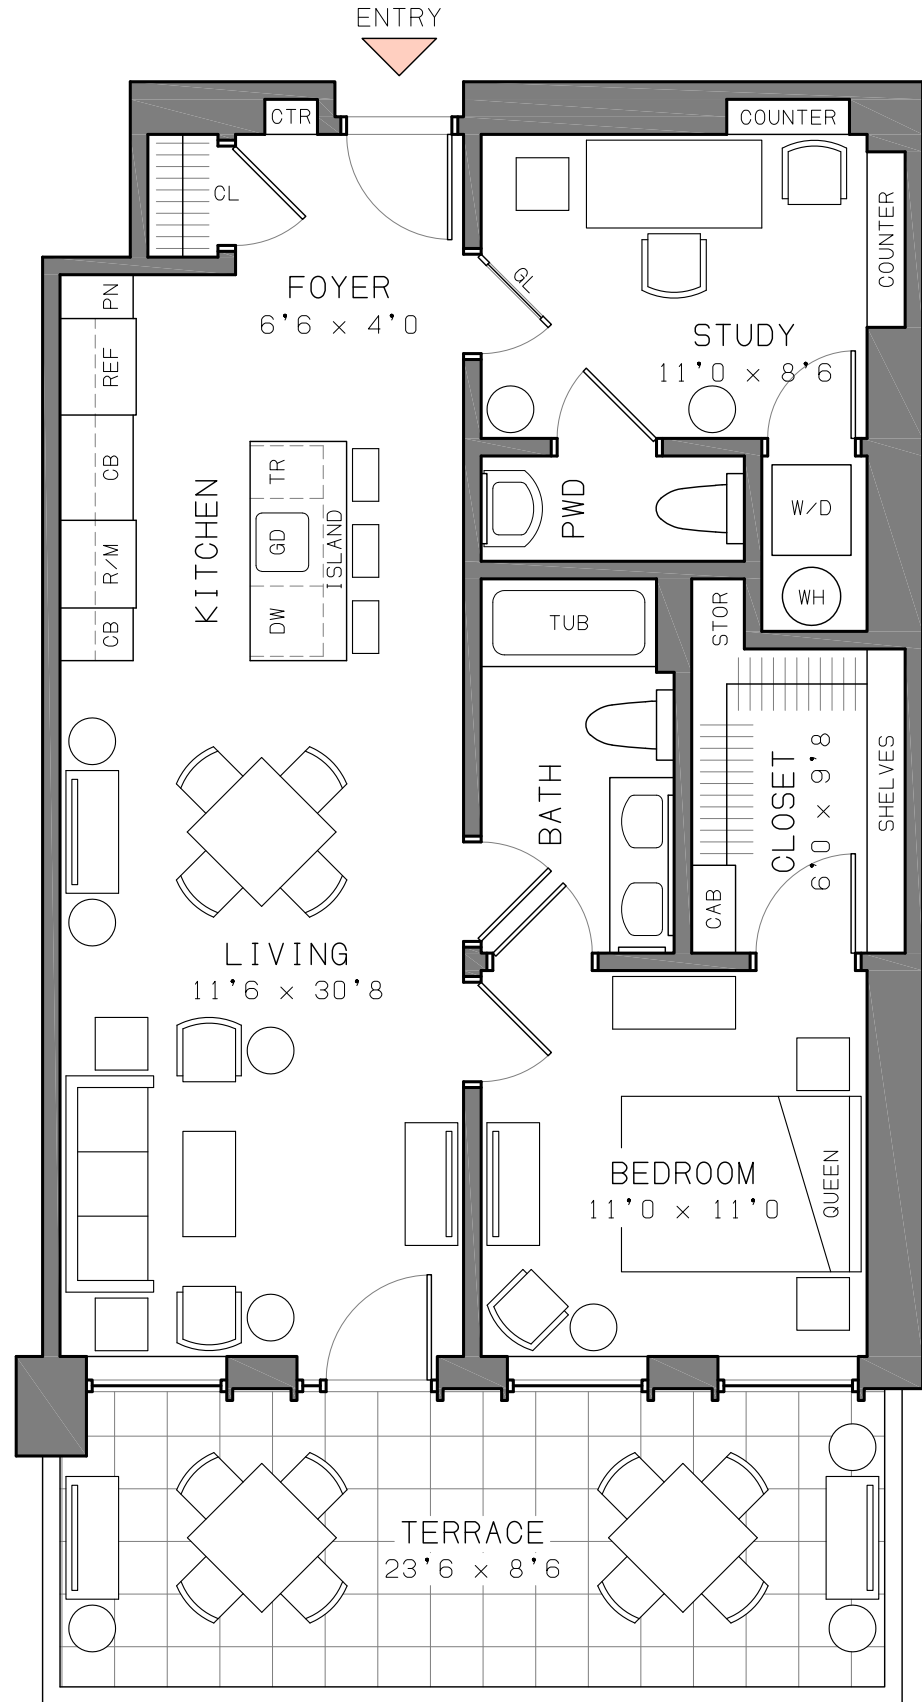 ENTRY
CTR
COUNTER
CL
COUNTER
GL
FOYER
6'6 x 4'0
PN
STUDY
11'0 x 8'6
REF
CB
TR
KITCHEN
PWD
W/D
GD
ISLAND
R/M
WH
DW
CB
STOR
TUB
BATH
CLOSET
6'0 x 9'8
SHELVES
CAB
LIVING
11'6 x 30'8
BEDROOM
11'0 x 11'0
QUEEN
TERRACE
23'6 x 8'6